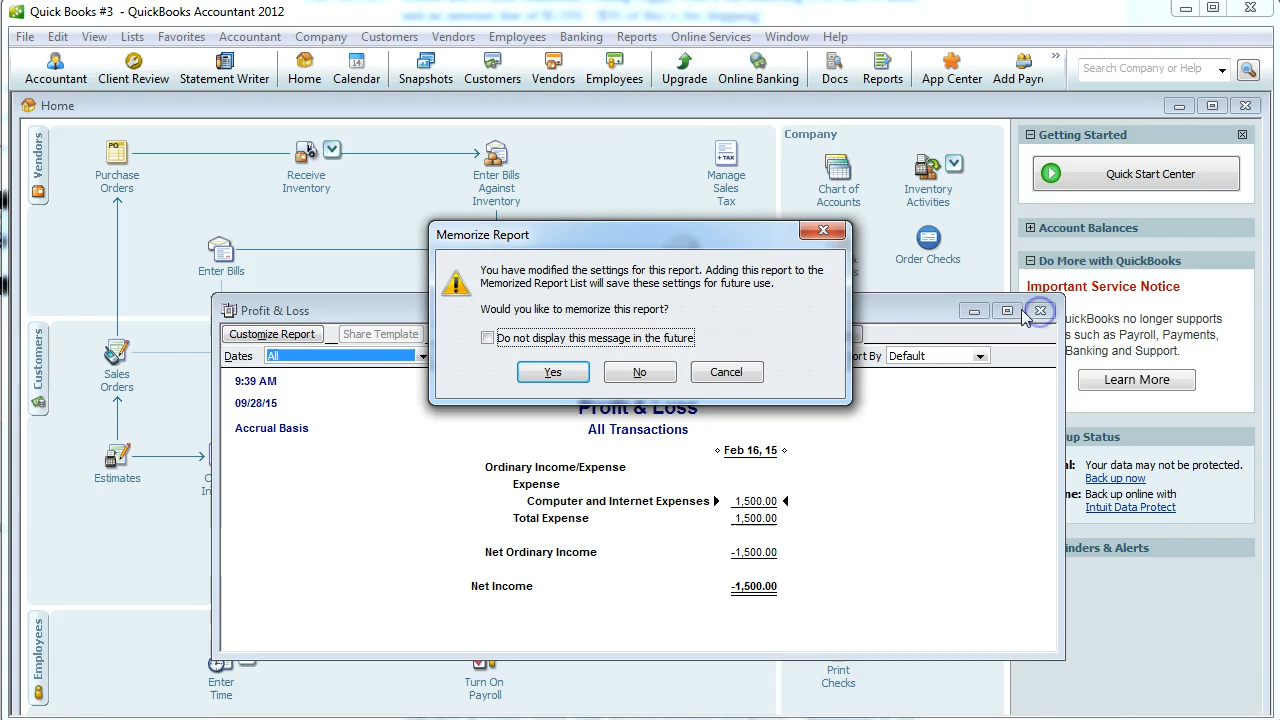 Quick Books #3 - QuickBooks Accountant 2012
File Edit View Lists Favorites Accountant Company Customers Vendors Employees Banking Reports Online Services Window Help
Accountant Client Review Statement Writer Home Calendar Snapshots Customers Vendors Employees Upgrade Online Banking Docs Reports App Center Add Payr
Search Company or Help
Home
Vendors
Purchase
Orders
Receive
Inventory
Enter Bills
Against
Inventory
+ TAX
Manage
Sales
Tax
Enter Bills
Company
Chart of
Accounts
Inventory
Activities
Order Checks
Getting Started
Quick Start Center
Account Balances
Do More with QuickBooks
Important Service Notice
QuickBooks no longer supports
s such as Payroll, Payments,
Banking and Support.
Learn More
up Status
al: Your data may not be protected.
Back up now
ne: Back up online with
Intuit Data Protect
inders & Alerts
Customers
Sales
Orders
Estimates
Employees
Enter
Time
Turn On
Payroll
Print
Checks
Memorize Report
You have modified the settings for this report. Adding this report to the
Memorized Report List will save these settings for future use.
Would you like to memorize this report?
Do not display this message in the future
Yes No Cancel
Profit & Loss
Customize Report Share Template
Dates All
ort By Default
9:39 AM
09/28/15
Accrual Basis
Profit & Loss
All Transactions
Feb 16, 15
Ordinary Income/Expense
Expense
Computer and Internet Expenses 1,500.00
Total Expense 1,500.00
Net Ordinary Income -1,500.00
Net Income -1,500.00